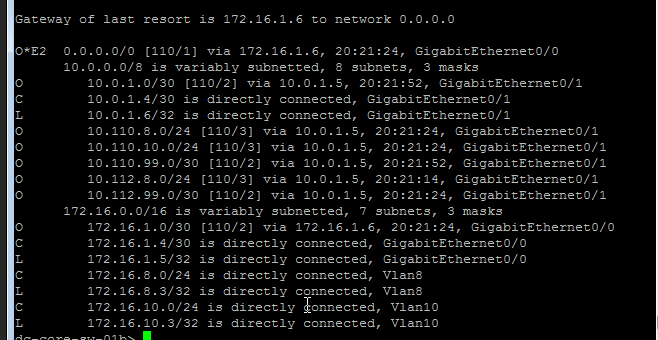 Gateway of last resort is 172.16.1.6 to network 0.0.0.0
O*E2  0.0.0.0/0 [110/1] via 172.16.1.6, 20:21:24, GigabitEthernet0/0
      10.0.0.0/8 is variably subnetted, 8 subnets, 3 masks
O        10.0.1.0/30 [110/2] via 10.0.1.5, 20:21:52, GigabitEthernet0/1
C        10.0.1.4/30 is directly connected, GigabitEthernet0/1
L        10.0.1.6/32 is directly connected, GigabitEthernet0/1
O        10.110.8.0/24 [110/3] via 10.0.1.5, 20:21:24, GigabitEthernet0/1
O        10.110.10.0/24 [110/3] via 10.0.1.5, 20:21:24, GigabitEthernet0/1
O        10.110.99.0/30 [110/2] via 10.0.1.5, 20:21:52, GigabitEthernet0/1
O        10.112.8.0/24 [110/3] via 10.0.1.5, 20:21:14, GigabitEthernet0/1
O        10.112.99.0/30 [110/2] via 10.0.1.5, 20:21:24, GigabitEthernet0/1
      172.16.0.0/16 is variably subnetted, 7 subnets, 3 masks
O        172.16.1.0/30 [110/2] via 172.16.1.6, 20:21:24, GigabitEthernet0/0
C        172.16.1.4/30 is directly connected, GigabitEthernet0/0
L        172.16.1.5/32 is directly connected, GigabitEthernet0/0
C        172.16.8.0/24 is directly connected, Vlan8
L        172.16.8.3/32 is directly connected, Vlan8
C        172.16.10.0/24 is directly connected, Vlan10
L        172.16.10.3/32 is directly connected, Vlan10
dc-core-sw-01b>